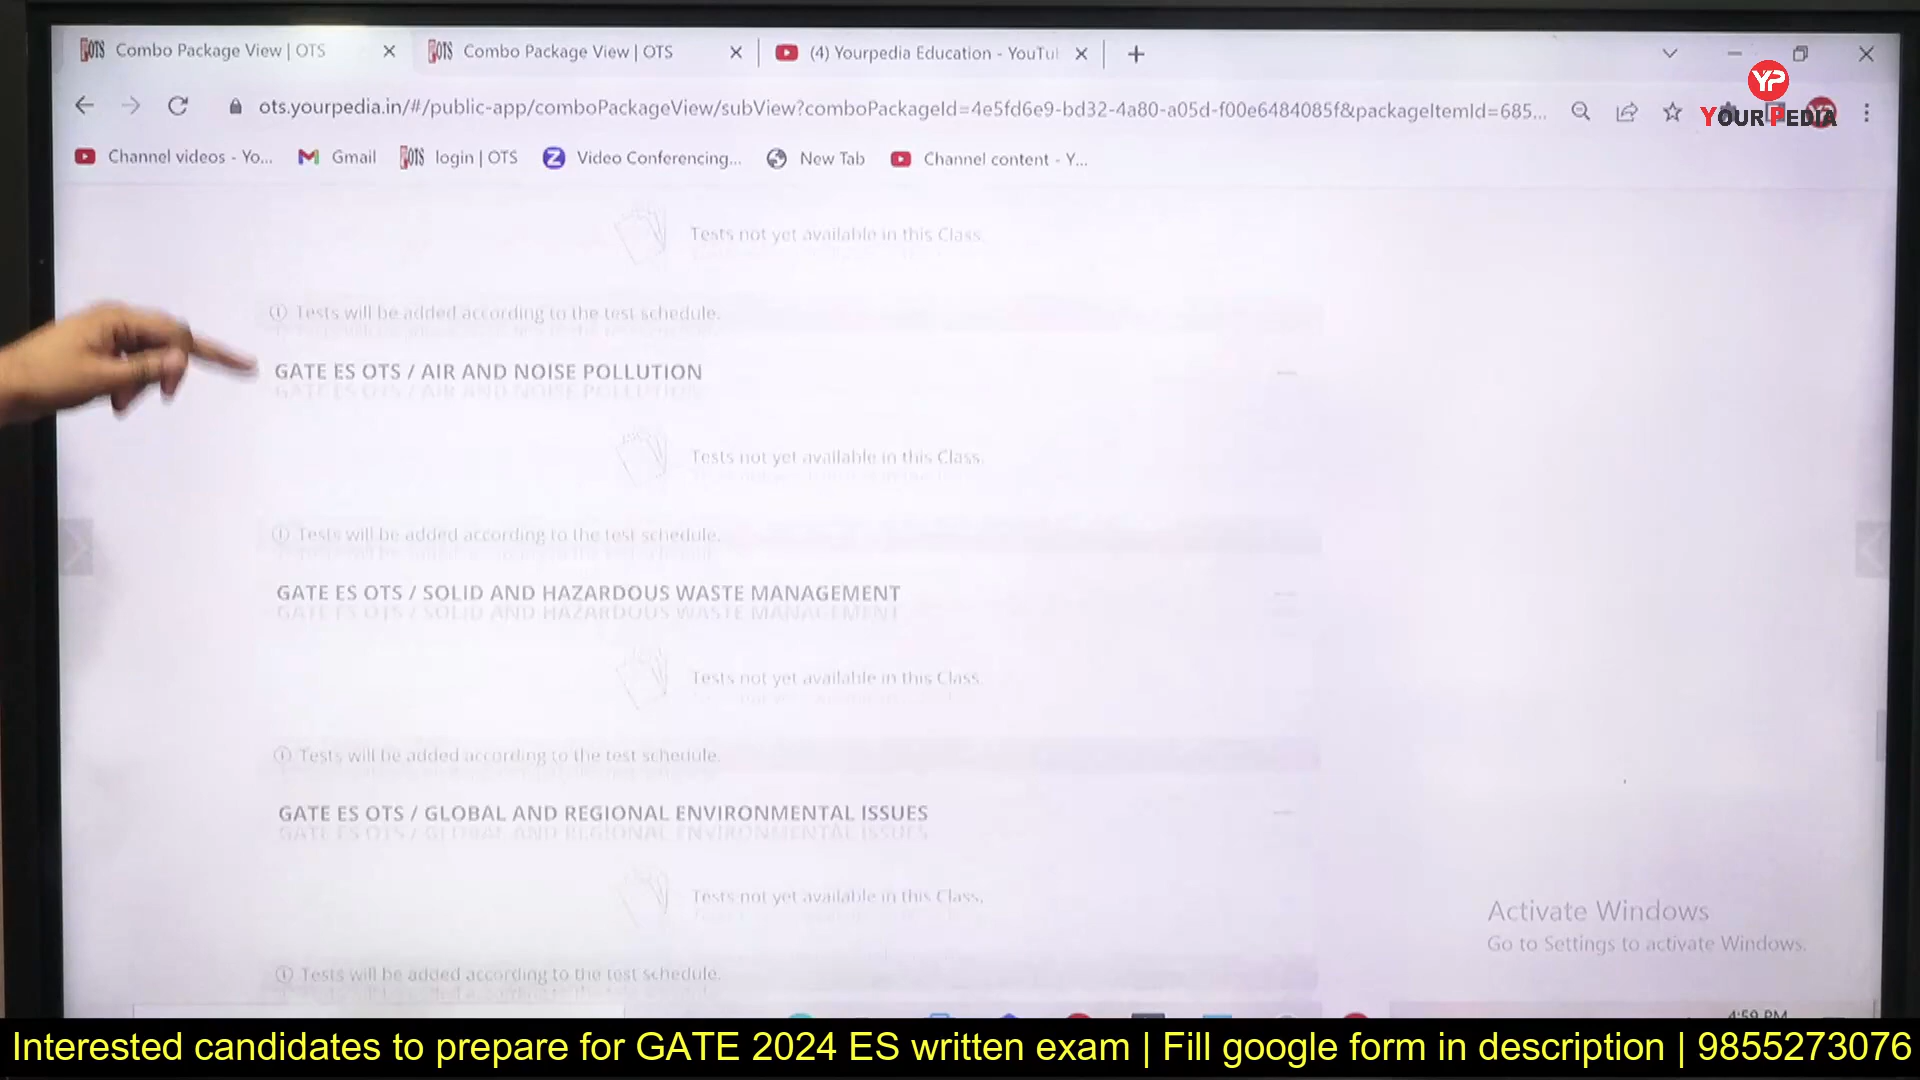 Combo Package View | OTS
Combo Package View | OTS
(4) Yourpedia Education - YouTu
ots.yourpedia.in/#/public-app/comboPackageView/subView?comboPackageId=4e5fd6e9-bd32-4a80-a05d-f00e6484085f&packageItemId=685...
YP
YOURPEDIA
Channel videos - Yo...
Gmail
login | OTS
Video Conferencing...
New Tab
Channel content - Y...
Tests not yet available in this Class.
Tests will be added according to the test schedule.
GATE ES OTS / AIR AND NOISE POLLUTION
Tests not yet available in this Class.
Tests will be added according to the test schedule.
GATE ES OTS / SOLID AND HAZARDOUS WASTE MANAGEMENT
Tests not yet available in this Class.
Tests will be added according to the test schedule.
GATE ES OTS / GLOBAL AND REGIONAL ENVIRONMENTAL ISSUES
Tests not yet available in this Class.
Tests will be added according to the test schedule.
Activate Windows
Go to Settings to activate Windows.
4:59 PM
Interested candidates to prepare for GATE 2024 ES written exam | Fill google form in description | 9855273076